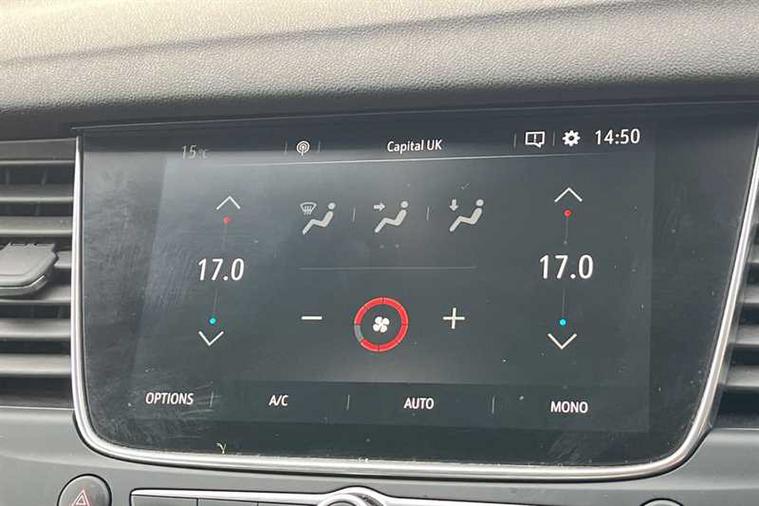 15°C Capital UK 14:50
17.0 17.0
OPTIONS A/C AUTO MONO